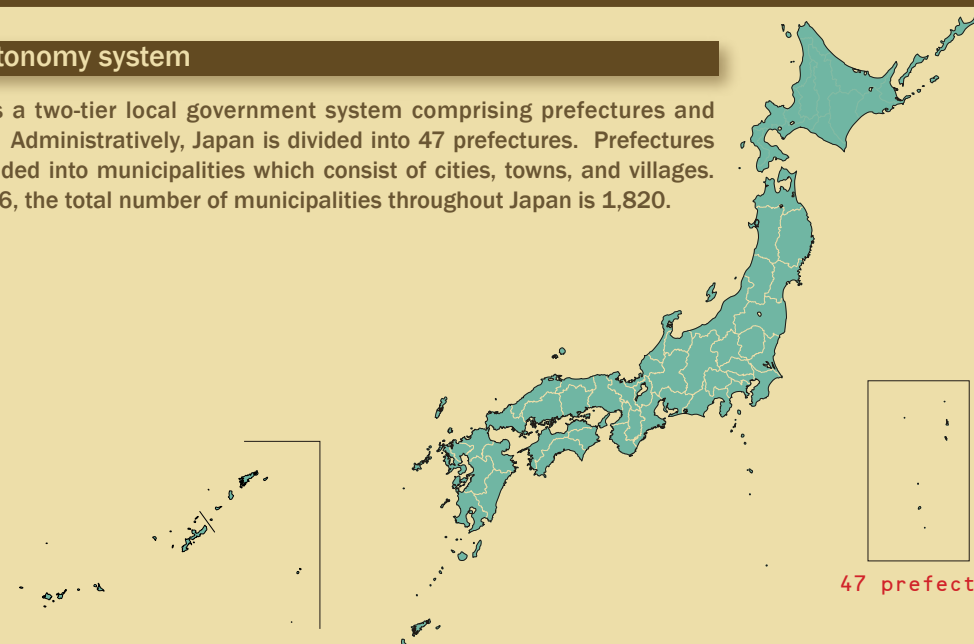 tonomy system
s a two-tier local government system comprising prefectures and
Administratively, Japan is divided into 47 prefectures. Prefectures
ded into municipalities which consist of cities, towns, and villages.
6, the total number of municipalities throughout Japan is 1,820.
47 prefect